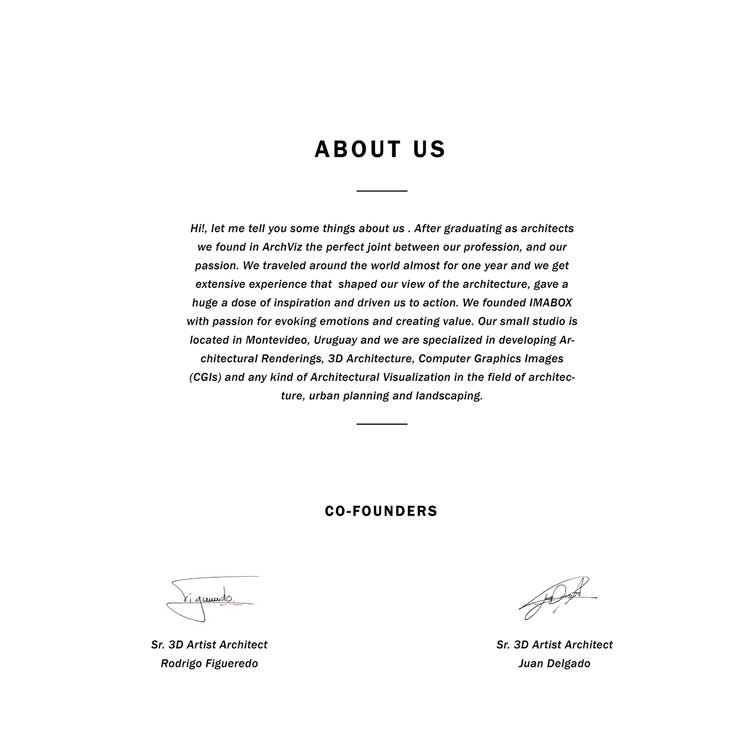 ABOUT US
Hi!, let me tell you some things about us . After graduating as architects
we found in ArchViz the perfect joint between our profession, and our
passion. We traveled around the world almost for one year and we get
extensive experience that  shaped our view of the architecture, gave a
huge a dose of inspiration and driven us to action. We founded IMABOX
with passion for evoking emotions and creating value. Our small studio is
located in Montevideo, Uruguay and we are specialized in developing Ar-
chitectural Renderings, 3D Architecture, Computer Graphics Images
(CGIs) and any kind of Architectural Visualization in the field of architec-
ture, urban planning and landscaping.
CO-FOUNDERS
Sr. 3D Artist Architect
Rodrigo Figueredo
Sr. 3D Artist Architect
Juan Delgado